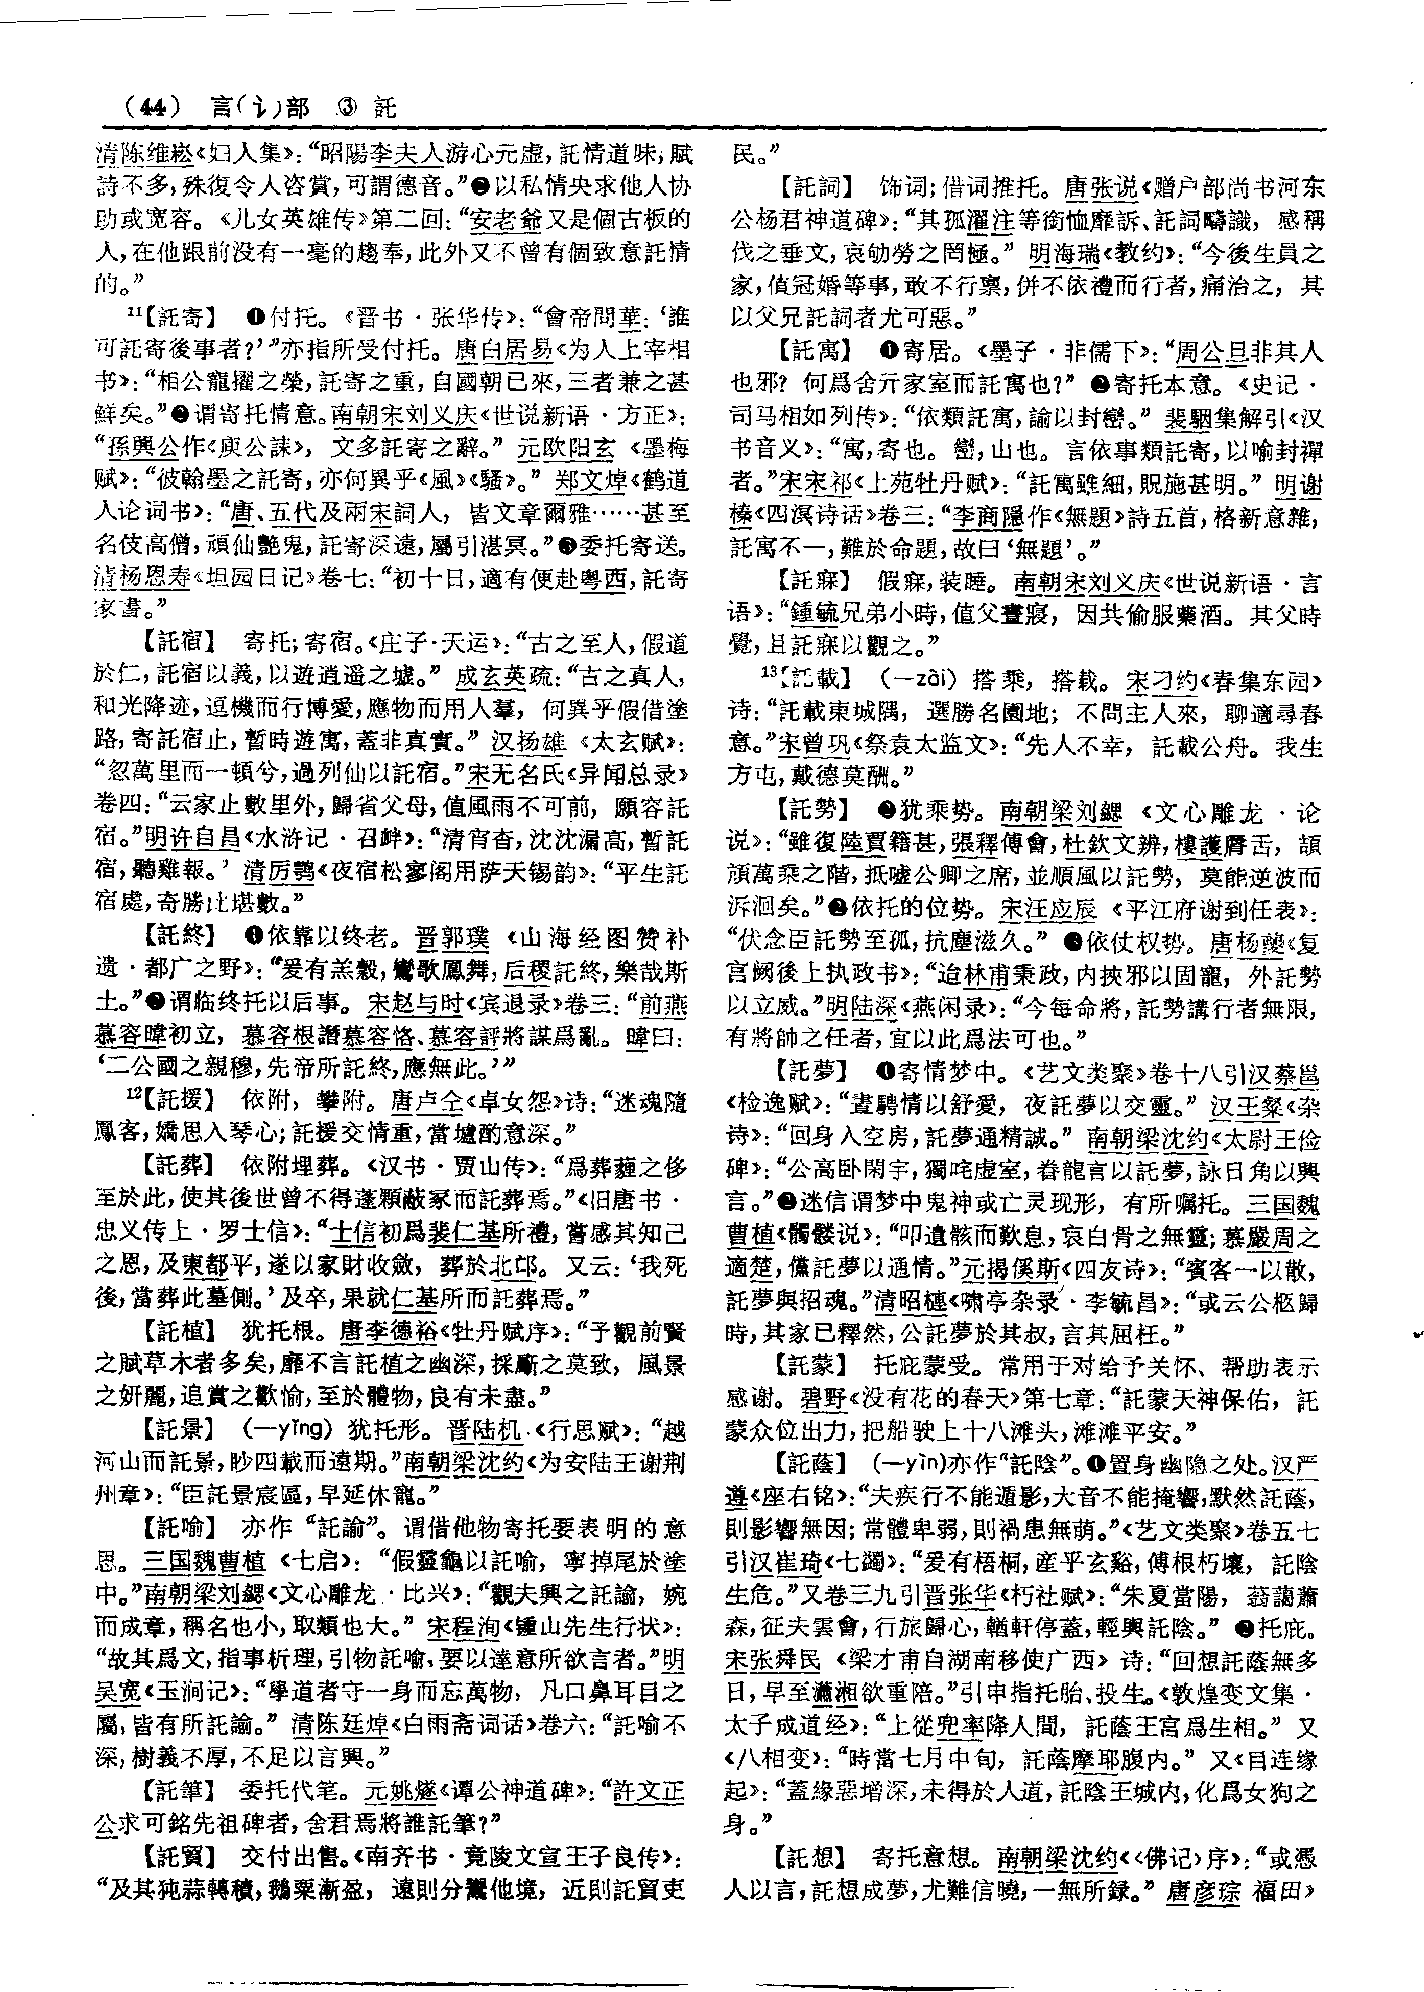 (44) 言(讠)部 ③ 託
清陈维崧《妇人集》：“昭陽李夫人游心元虚，託情道味，賦
詩不多，殊復令人咨賞，可謂德音。”❷以私情央求他人协
助或宽容。《儿女英雄传》第二回：“安老爺又是個古板的
人，在他跟前没有一毫的趨奉，此外又不曾有個致意託情
的。”
11【託寄】 ❶付托。《晋书·张华传》：“會帝問華：‘誰
可託寄後事者？’”亦指所受付托。唐白居易《为人上宰相
书》：“相公寵擢之榮，託寄之重，自國朝已來，三者兼之甚
鮮矣。”❷谓寄托情意。南朝宋刘义庆《世说新语·方正》：
“孫興公作《庾公誄》，文多託寄之辭。”元欧阳玄《墨梅
赋》：“彼翰墨之託寄，亦何異乎《風》《騷》。”郑文焯《鹤道
人论词书》：“唐、五代及兩宋詞人，皆文章爾雅……甚至
名伎高僧，頑仙艷鬼，託寄深遠，屬引湛冥。”❸委托寄送。
清杨恩寿《坦园日记》卷七：“初十日，適有便赴粤西，託寄
家書。”
【託宿】 寄托；寄宿。《庄子·天运》：“古之至人，假道
於仁，託宿以義，以遊逍遥之墟。”成玄英疏：“古之真人，
和光降迹，逗機而行博愛，應物而用人羣，何異乎假借塗
路，寄託宿止，暫時遊寓，蓋非真實。”汉扬雄《太玄赋》：
“忽萬里而一頓兮，過列仙以託宿。”宋无名氏《异闻总录》
卷四：“云家止數里外，歸省父母，值風雨不可前，願容託
宿。”明许自昌《水浒记·召衅》：“清宵杳，沈沈漏高，暫託
宿，聽雞報。’清厉鹗《夜宿松寥阁用萨天锡韵》：“平生託
宿處，奇勝此堪數。”
【託終】 ❶依靠以终老。晋郭璞《山海经图赞补
遗·都广之野》：“爰有羔穀，鸞歌鳳舞，后稷託終，樂哉斯
土。”❷谓临终托以后事。宋赵与时《宾退录》卷三：“前燕
慕容暐初立，慕容根譖慕容恪、慕容評將謀爲亂。暐曰：
‘二公國之親穆，先帝所託終，應無此。’”
12【託援】 依附，攀附。唐卢仝《卓女怨》诗：“迷魂隨
鳳客，嬌思入琴心；託援交情重，當壚酌意深。”
【託葬】 依附埋葬。《汉书·贾山传》：“爲葬薶之侈
至於此，使其後世曾不得蓬顆蔽冢而託葬焉。”《旧唐书·
忠义传上·罗士信》：“士信初爲裴仁基所禮，嘗感其知己
之恩，及東都平，遂以家財收斂，葬於北邙。又云：‘我死
後，當葬此墓側。’及卒，果就仁基所而託葬焉。”
【託植】 犹托根。唐李德裕《牡丹赋序》：“予觀前賢
之賦草木者多矣，靡不言託植之幽深，採斸之莫致，風景
之妍麗，追賞之歡愉，至於體物，良有未盡。”
【託景】 (—yǐng) 犹托形。晋陆机《行思赋》：“越
河山而託景，眇四載而遠期。”南朝梁沈约《为安陆王谢荆
州章》：“臣託景宸區，早延休寵。”
【託喻】 亦作“託諭”。谓借他物寄托要表明的意
思。三国魏曹植《七启》：“假靈龜以託喻，寧掉尾於塗
中。”南朝梁刘勰《文心雕龙·比兴》：“觀夫興之託諭，婉
而成章，稱名也小，取類也大。”宋程洵《锺山先生行状》：
“故其爲文，指事析理，引物託喻，要以達意所欲言者。”明
吴宽《玉涧记》：“學道者守一身而忘萬物，凡口鼻耳目之
屬，皆有所託諭。”清陈廷焯《白雨斋词话》卷六：“託喻不
深，樹義不厚，不足以言興。”
【託筆】 委托代笔。元姚燧《谭公神道碑》：“許文正
公求可銘先祖碑者，舍君焉將誰託筆？”
【託貿】 交付出售。《南齐书·竟陵文宣王子良传》：
“及其㹠蒜轉積，鵝粟漸盈，遠則分鬻他境，近則託貿吏
民。”
【託詞】 饰词；借词推托。唐张说《赠户部尚书河东
公杨君神道碑》：“其孤濯注等銜恤靡訴、託詞疇識，感稱
伐之垂文，哀劬勞之罔極。”明海瑞《教约》：“今後生員之
家，值冠婚等事，敢不行禀，併不依禮而行者，痛治之，其
以父兄託詞者尤可惡。”
【託寓】 ❶寄居。《墨子·非儒下》：“周公旦非其人
也邪？何爲舍亓家室而託寓也？”❷寄托本意。《史记·
司马相如列传》：“依類託寓，諭以封巒。”裴駰集解引《汉
书音义》：“寓，寄也。巒，山也。言依事類託寄，以喻封禪
者。”宋宋祁《上苑牡丹赋》：“託寓雖細，貺施甚明。”明谢
榛《四溟诗话》卷三：“李商隱作《無題》詩五首，格新意雜，
託寓不一，難於命題，故曰‘無題’。”
【託寐】 假寐，装睡。南朝宋刘义庆《世说新语·言
语》：“鍾毓兄弟小時，值父晝寢，因共偷服藥酒。其父時
覺，且託寐以觀之。”
13【託載】 (—zài) 搭乘，搭载。宋刁约《春集东园》
诗：“託載東城隅，選勝名園地；不問主人來，聊適尋春
意。”宋曾巩《祭袁太监文》：“先人不幸，託載公舟。我生
方屯，戴德莫酬。”
【託勢】 ❶犹乘势。南朝梁刘勰《文心雕龙·论
说》：“雖復陸賈籍甚，張釋傅會，杜欽文辨，樓護脣舌，頡
頏萬乘之階，抵噓公卿之席，並順風以託勢，莫能逆波而
泝洄矣。”❷依托的位势。宋汪应辰《平江府谢到任表》：
“伏念臣託勢至孤，抗塵滋久。”❸依仗权势。唐杨夔《复
宫阙後上执政书》：“迨林甫秉政，内挾邪以固寵，外託勢
以立威。”明陆深《燕闲录》：“今每命將，託勢講行者無限，
有將帥之任者，宜以此爲法可也。”
【託夢】 ❶寄情梦中。《艺文类聚》卷十八引汉蔡邕
《检逸赋》：“晝騁情以舒愛，夜託夢以交靈。”汉王粲《杂
诗》：“回身入空房，託夢通精誠。”南朝梁沈约《太尉王俭
碑》：“公高卧閑宇，獨咤虚室，眷龍言以託夢，詠日角以興
言。”❷迷信谓梦中鬼神或亡灵现形，有所嘱托。三国魏
曹植《髑髅说》：“叩遺骸而歎息，哀白骨之無靈；慕嚴周之
適楚，儻託夢以通情。”元揭傒斯《四友诗》：“賓客一以散，
託夢與招魂。”清昭梿《啸亭杂录·李毓昌》：“或云公柩歸
時，其家已釋然，公託夢於其叔，言其屈枉。”
【託蒙】 托庇蒙受。常用于对给予关怀、帮助表示
感谢。碧野《没有花的春天》第七章：“託蒙天神保佑，託
蒙众位出力，把船驶上十八滩头，滩滩平安。”
【託蔭】 (—yìn)亦作“託陰”。❶置身幽隐之处。汉严
遵《座右铭》：“夫疾行不能遁影，大音不能掩響，默然託蔭，
則影響無因；常體卑弱，則禍患無萌。”《艺文类聚》卷五七
引汉崔琦《七蠲》：“爰有梧桐，産乎玄谿，傅根朽壤，託陰
生危。”又卷三九引晋张华《朽社赋》：“朱夏當陽，蓊藹蕭
森，征夫雲會，行旅歸心，輶軒停蓋，輕輿託陰。”❷托庇。
宋张舜民《梁才甫自湖南移使广西》诗：“回想託蔭無多
日，早至瀟湘欲重陪。”引申指托胎、投生。《敦煌变文集·
太子成道经》：“上從兜率降人間，託蔭王宫爲生相。”又
《八相变》：“時當七月中旬，託蔭摩耶腹内。”又《目连缘
起》：“蓋緣惡增深，未得於人道，託陰王城内，化爲女狗之
身。”
【託想】 寄托意想。南朝梁沈约《〈佛记〉序》：“或憑
人以言，託想成夢，尤難信曉，一無所録。”唐彦琮 福田》